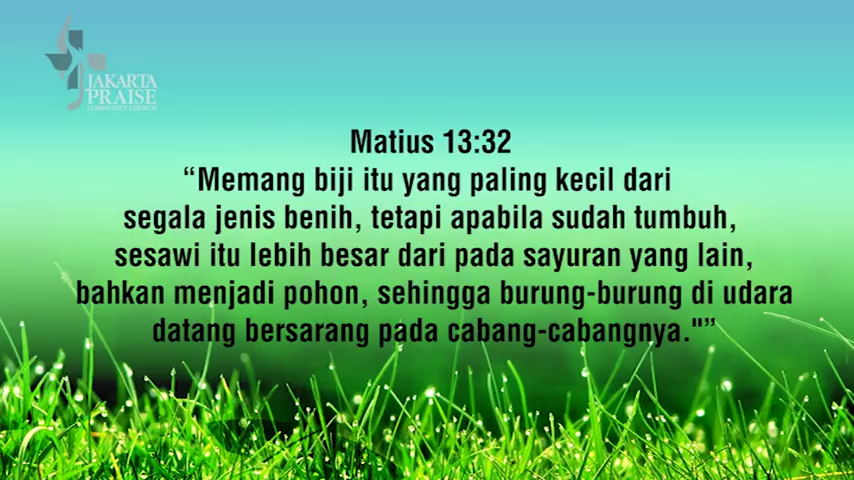 JAKARTA
PRAISE
COMMUNITY CHURCH
Matius 13:32
“Memang biji itu yang paling kecil dari
segala jenis benih, tetapi apabila sudah tumbuh,
sesawi itu lebih besar dari pada sayuran yang lain,
bahkan menjadi pohon, sehingga burung-burung di udara
datang bersarang pada cabang-cabangnya."”